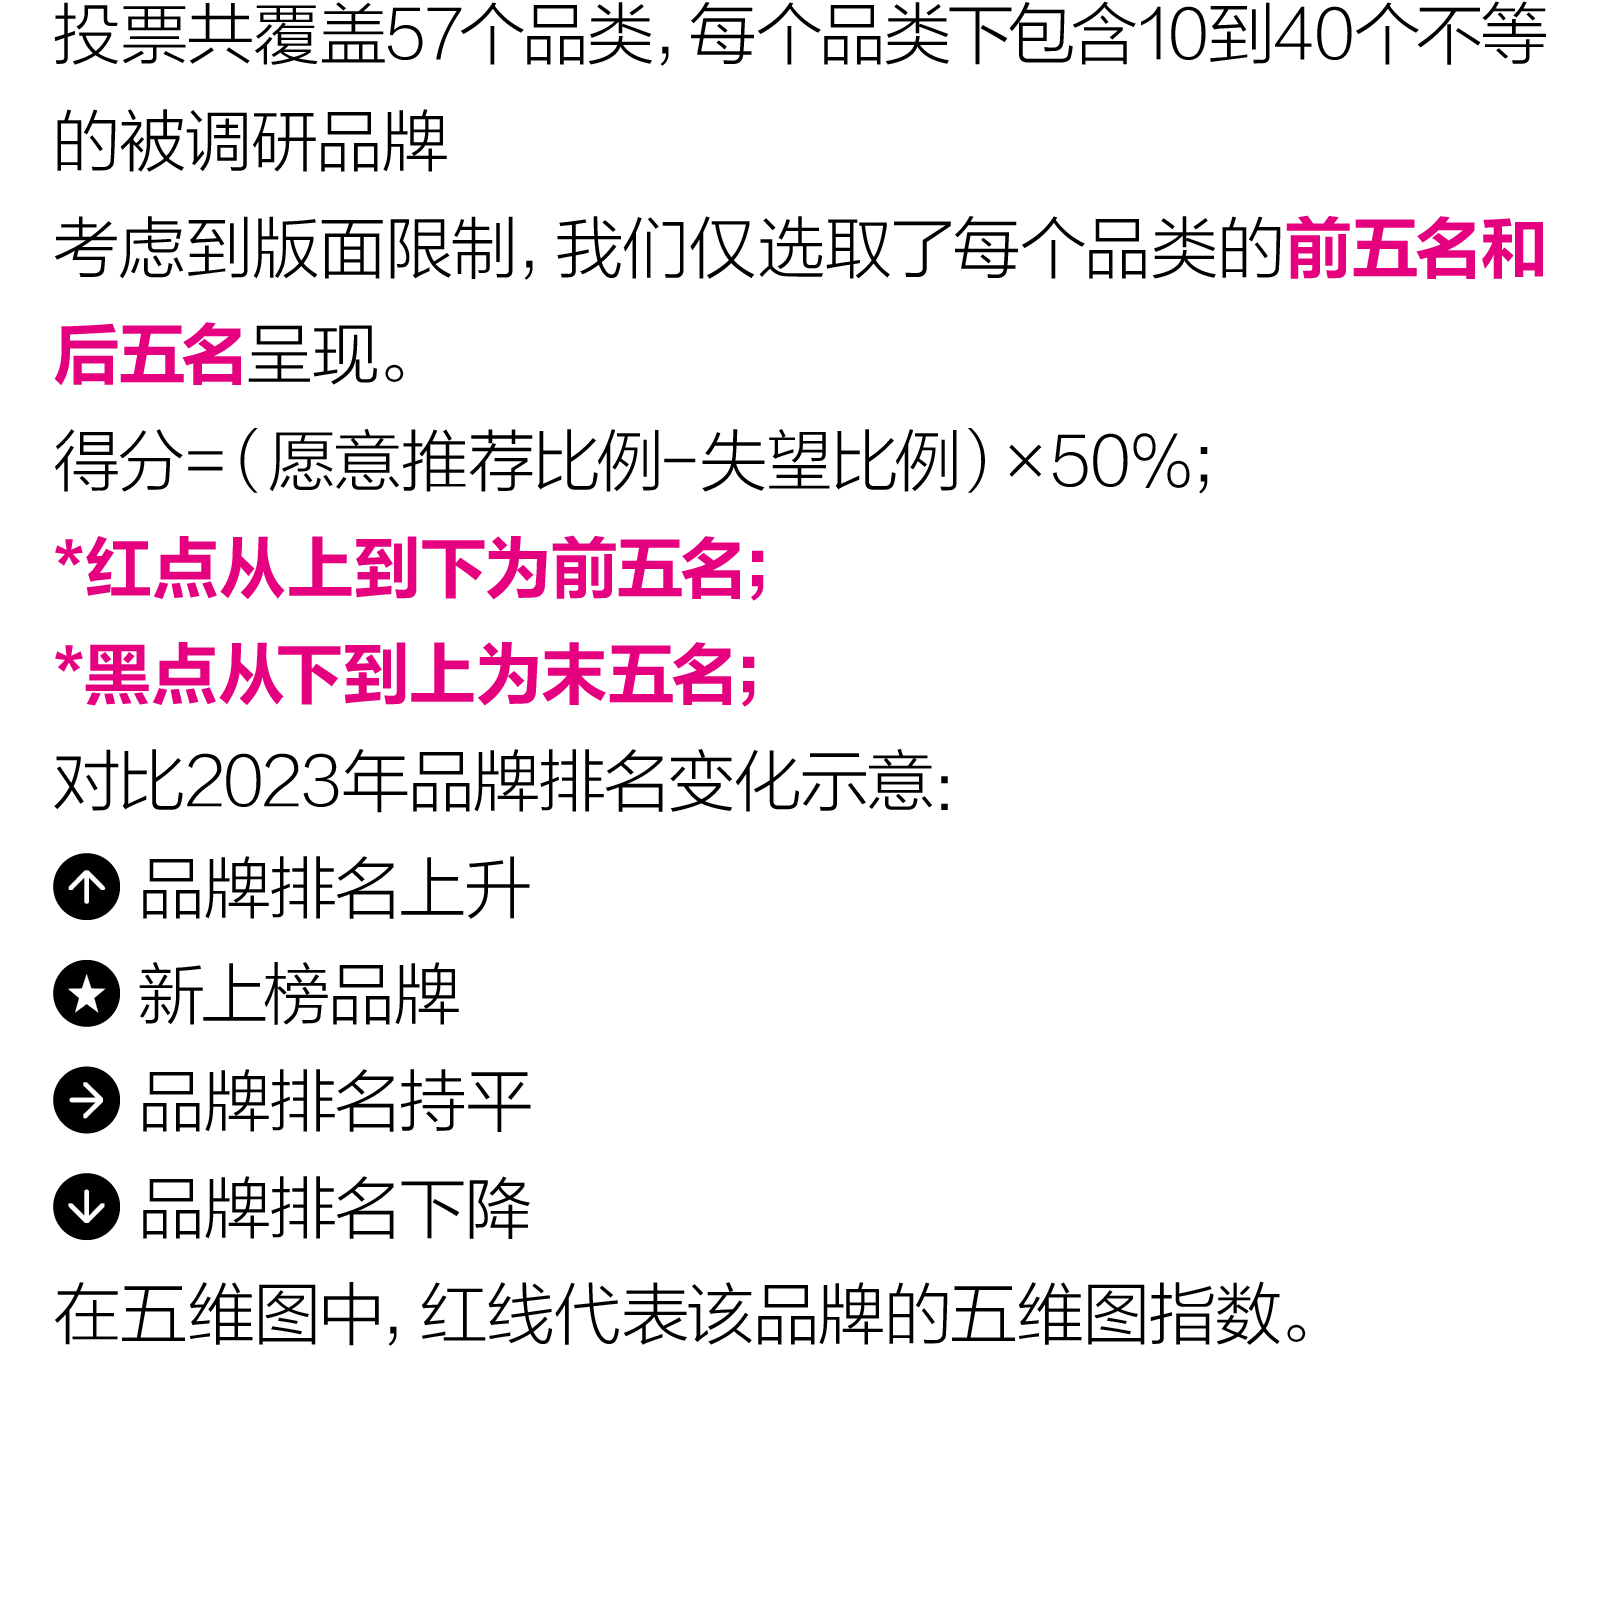 投票共覆盖57个品类，每个品类下包含10到40个不等
的被调研品牌
考虑到版面限制，我们仅选取了每个品类的前五名和
后五名呈现。
得分=（愿意推荐比例-失望比例）×50%；
*红点从上到下为前五名；
*黑点从下到上为末五名；
对比2023年品牌排名变化示意：
品牌排名上升
新上榜品牌
品牌排名持平
品牌排名下降
在五维图中，红线代表该品牌的五维图指数。